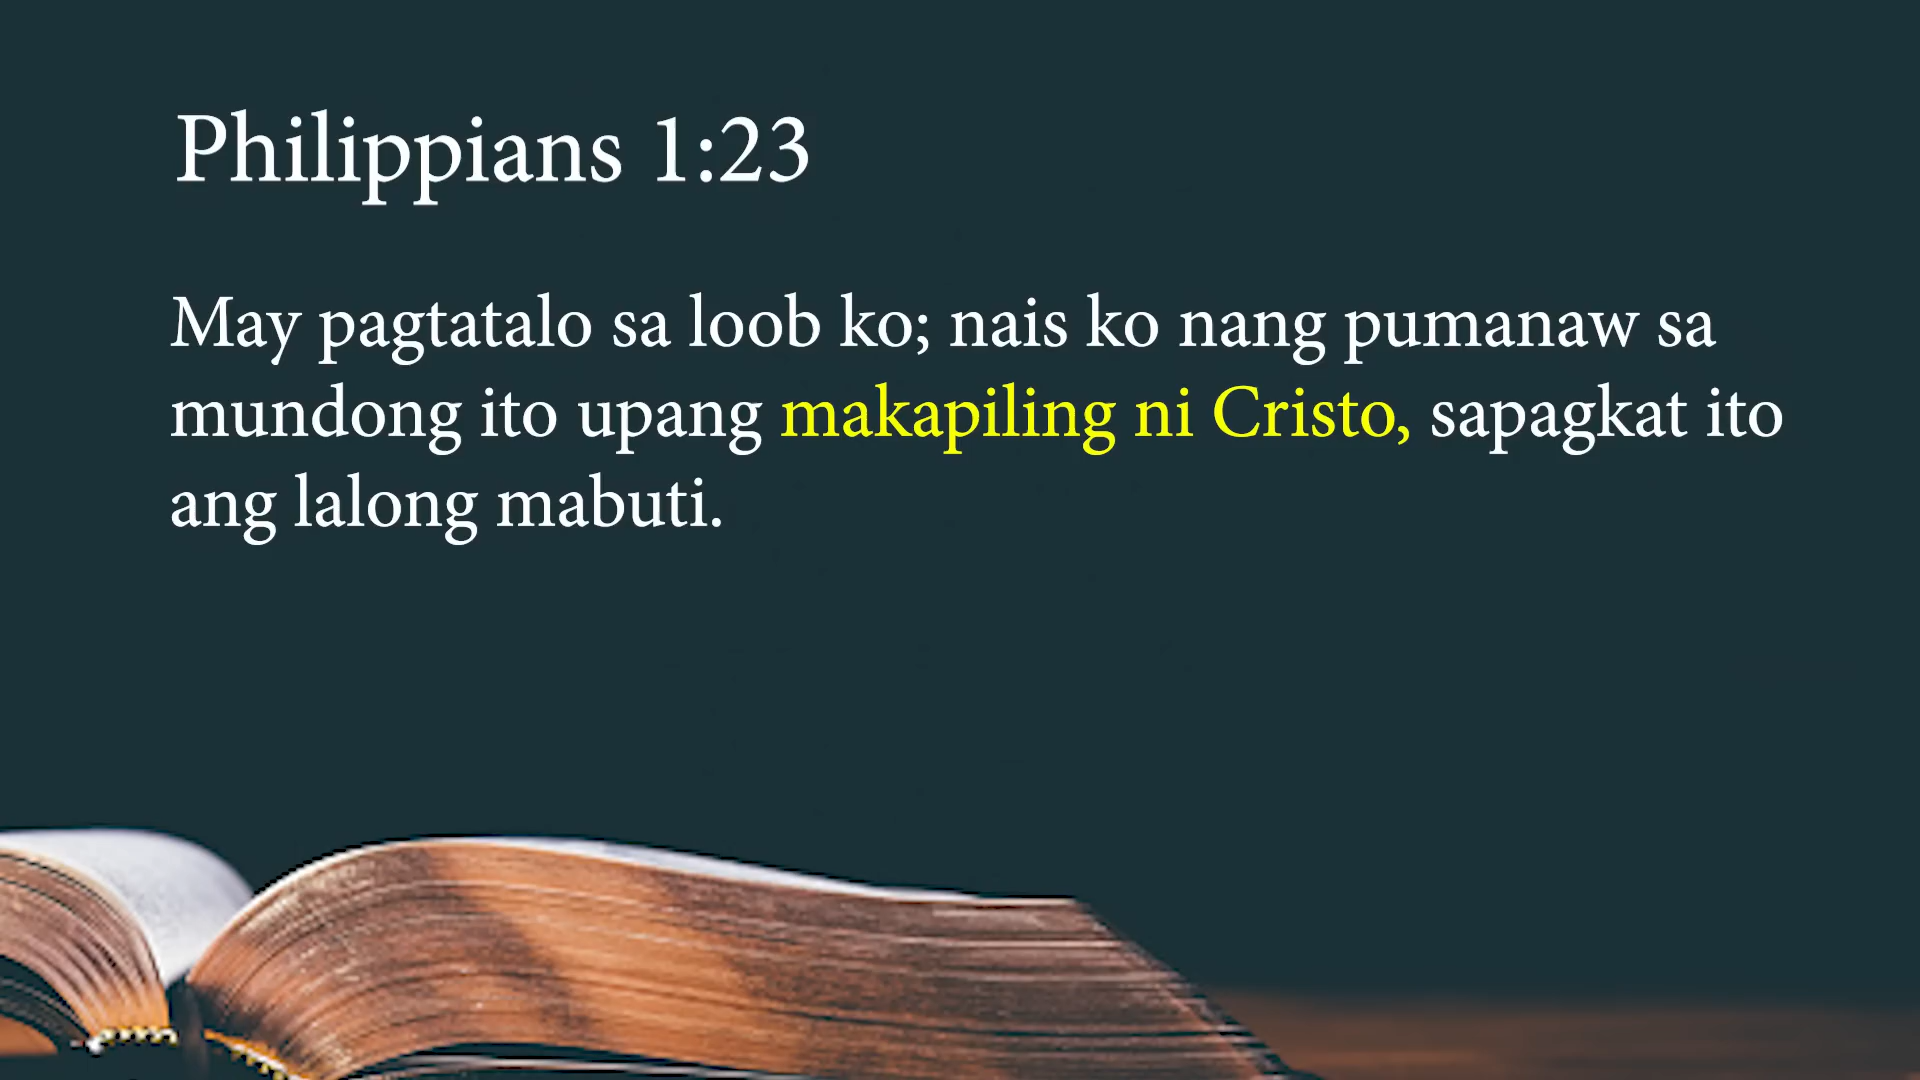 Philippians 1:23
May pagtatalo sa loob ko; nais ko nang pumanaw sa
mundong ito upang makapiling ni Cristo, sapagkat ito
ang lalong mabuti.